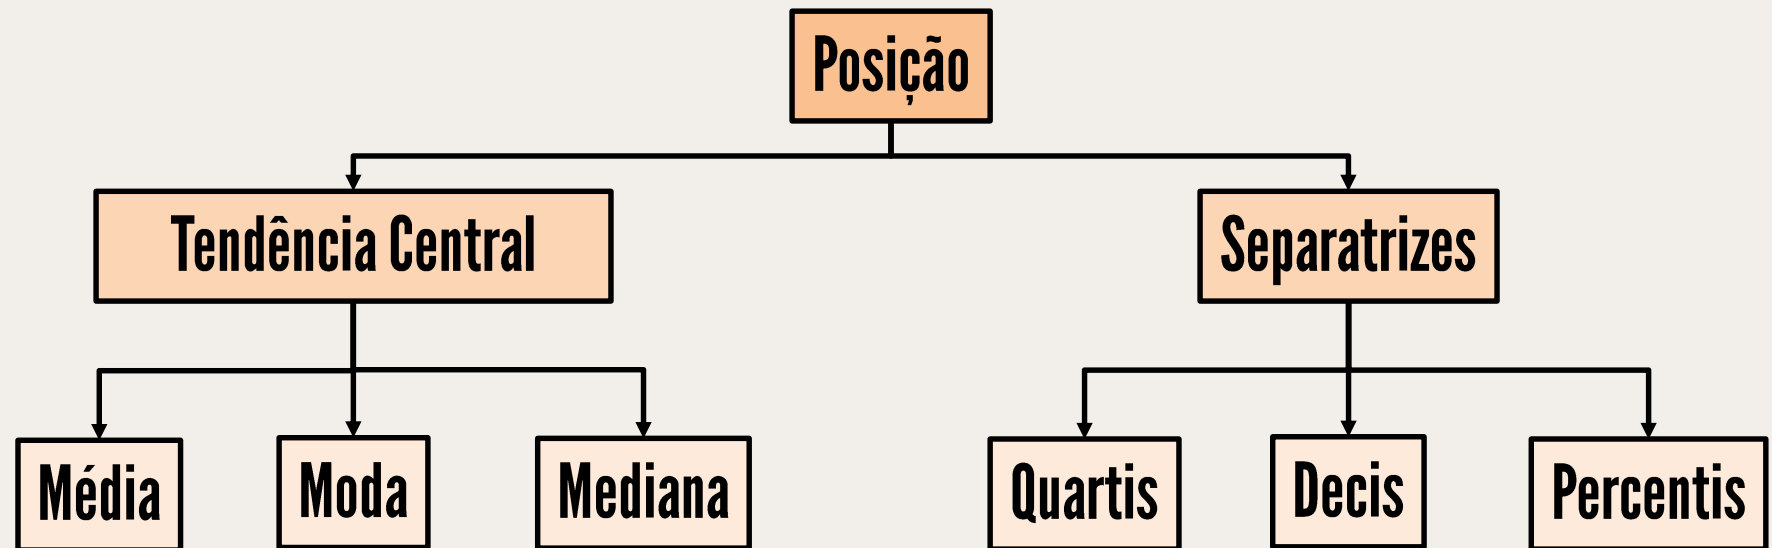 Posição
Tendência Central
Separatrizes
Média
Moda
Mediana
Quartis
Decis
Percentis